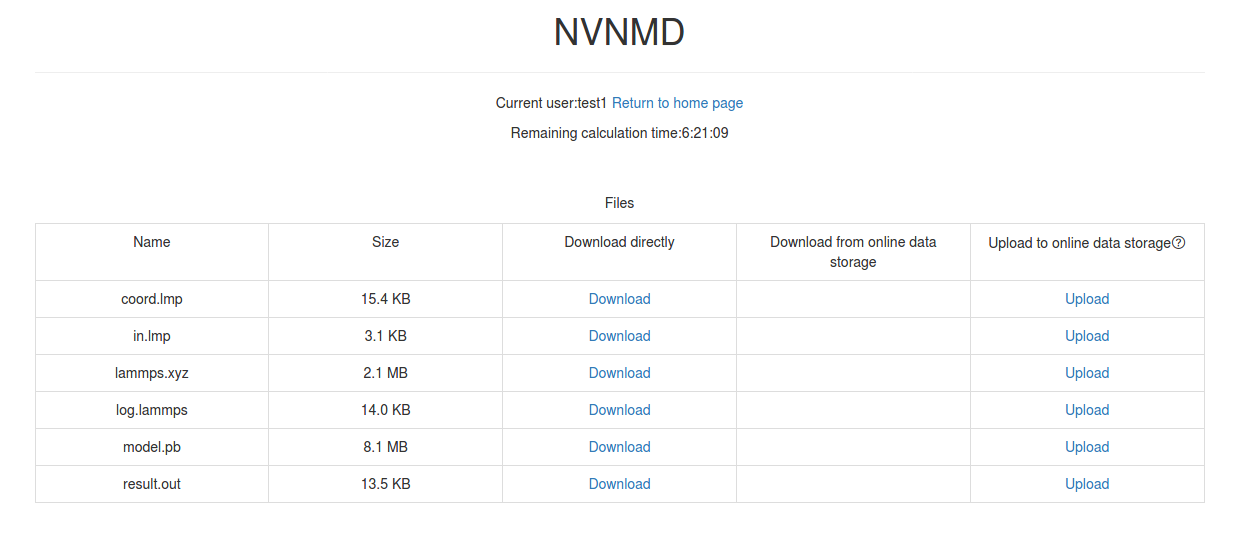 NVNMD
Current user:test1 Return to home page
Remaining calculation time:6:21:09
Files
Name Size Download directly Download from online data storage Upload to online data storage?
coord.lmp 15.4 KB Download Upload
in.lmp 3.1 KB Download Upload
lammps.xyz 2.1 MB Download Upload
log.lammps 14.0 KB Download Upload
model.pb 8.1 MB Download Upload
result.out 13.5 KB Download Upload